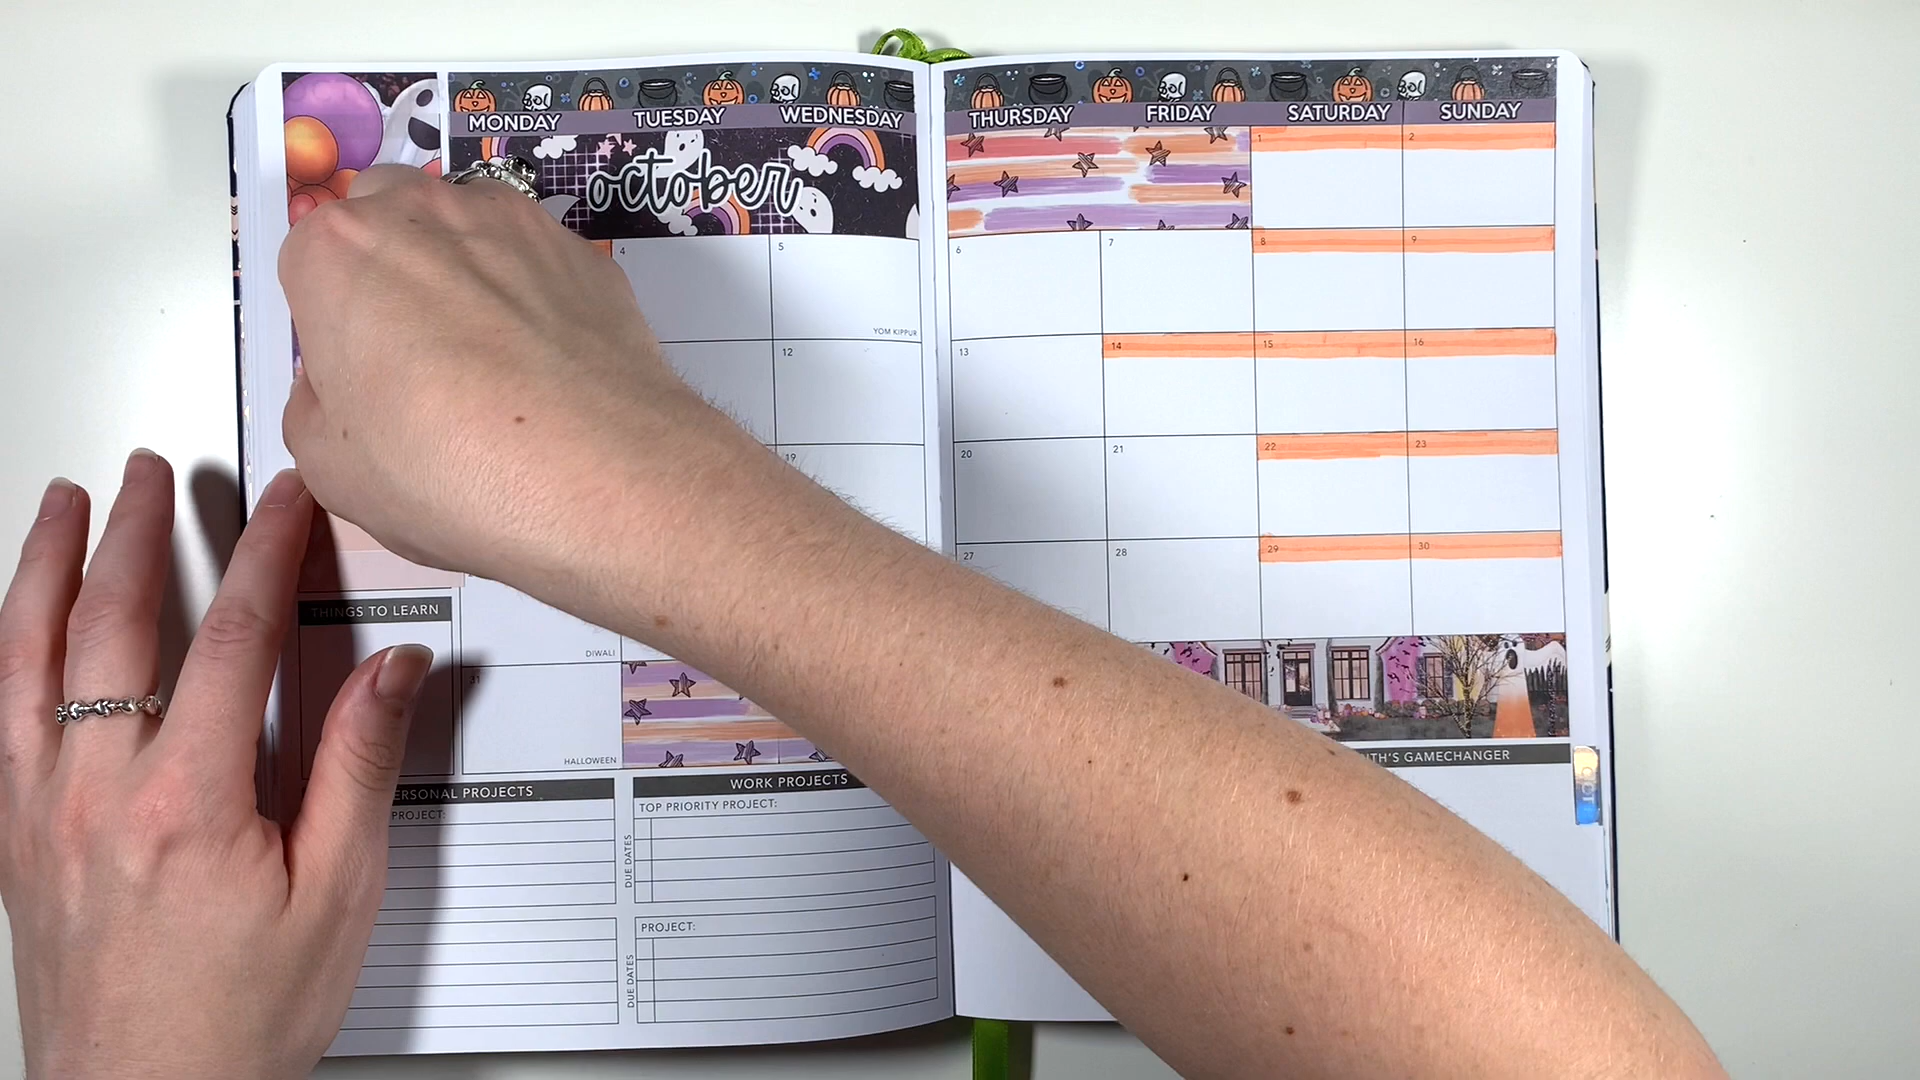 MONDAY TUESDAY WEDNESDAY THURSDAY FRIDAY SATURDAY SUNDAY
october
1 2
4 5 6 7 8 9
YOM KIPPUR
12 13 14 15 16
19 20 21 22 23
27 28 29 30
THINGS TO LEARN
DIWALI
31
HALLOWEEN
GAMECHANGER
PROJECTS
WORK PROJECTS
PROJECT:
TOP PRIORITY PROJECT:
DUE DATES
PROJECT:
DUE DATES